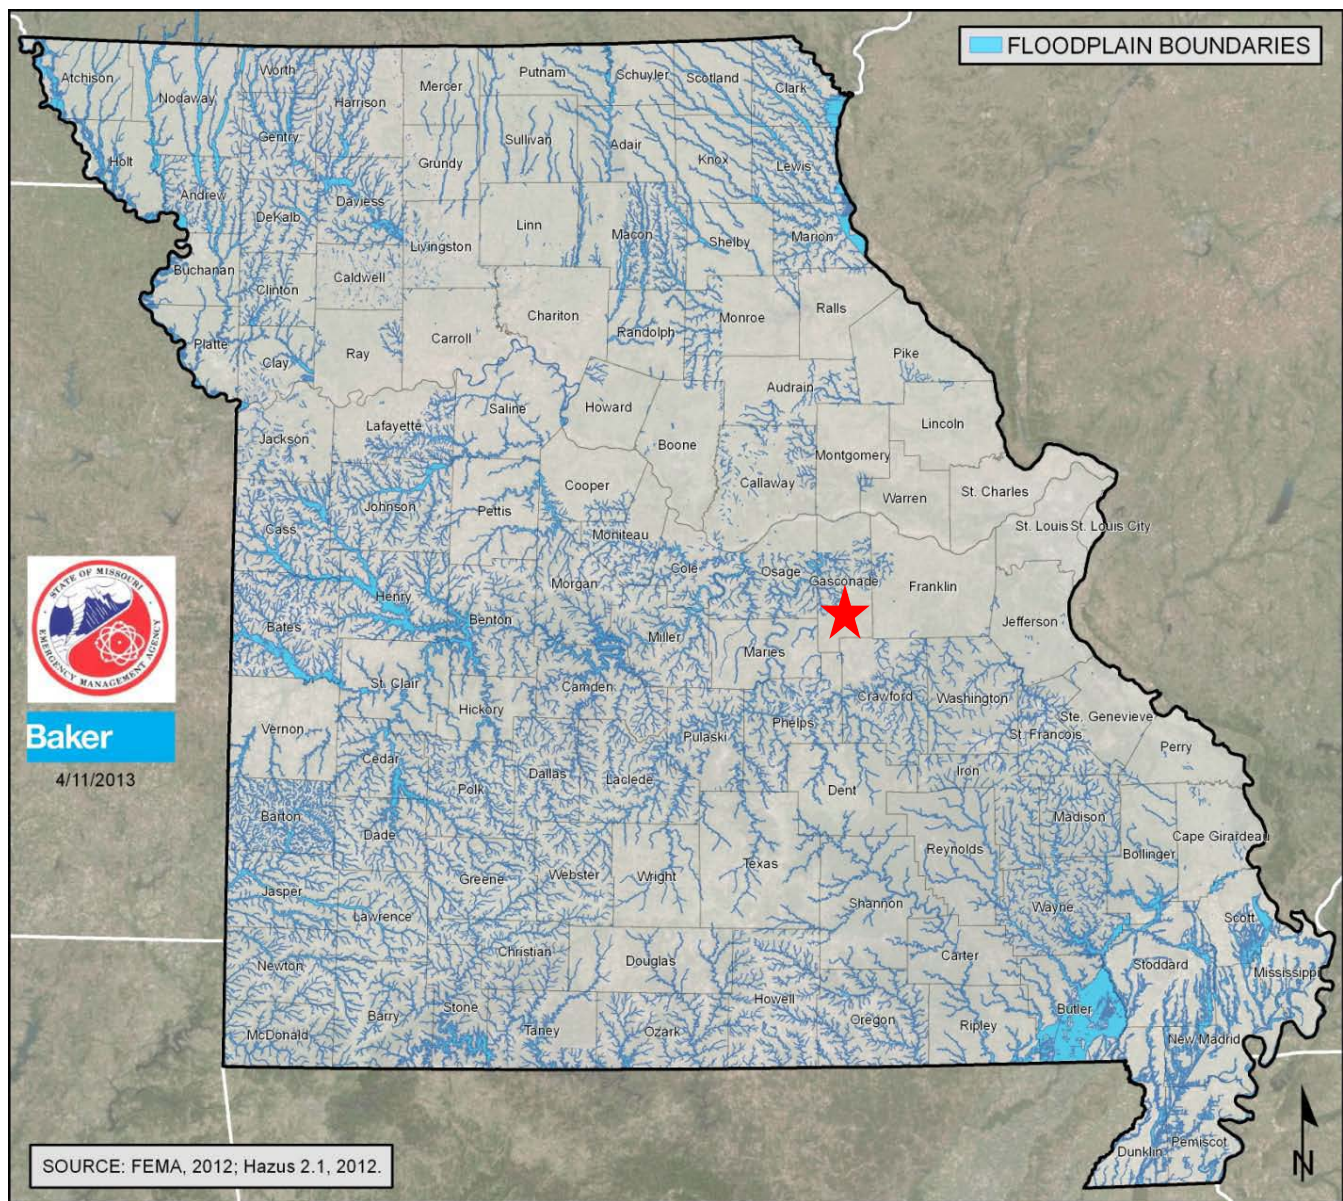 FLOODPLAIN BOUNDARIES
Atchison
Nodaway
Worth
Harrison
Mercer
Putnam
Schuyler
Scotland
Clark
Holt
Gentry
Grundy
Sullivan
Adair
Knox
Lewis
Andrew
DeKalb
Daviess
Livingston
Linn
Macon
Shelby
Marion
Buchanan
Clinton
Caldwell
Carroll
Chariton
Randolph
Monroe
Ralls
Pike
Platte
Clay
Ray
Saline
Howard
Audrain
Lincoln
Jackson
Lafayette
Boone
Callaway
Montgomery
Warren
St. Charles
Cooper
Johnson
Pettis
Cass
Moniteau
St. Louis
St. Louis City
Henry
Morgan
Cole
Osage
Gasconade
Franklin
Jefferson
Bates
Benton
Miller
Maries
STATE OF MISSOURI
EMERGENCY MANAGEMENT AGENCY
St. Clair
Camden
Hickory
Phelps
Crawford
Washington
Ste. Genevieve
St. Francois
Perry
Baker
4/11/2013
Vernon
Cedar
Polk
Dallas
Laclede
Pulaski
Dent
Iron
Madison
Barton
Dade
Cape Girardeau
Bollinger
Reynolds
Texas
Jasper
Greene
Webster
Wright
Shannon
Wayne
Lawrence
Scott
Newton
Christian
Douglas
Carter
Stoddard
Mississippi
McDonald
Barry
Stone
Taney
Ozark
Howell
Oregon
Ripley
Butler
New Madrid
Dunklin
Pemiscot
N
SOURCE: FEMA, 2012; Hazus 2.1, 2012.